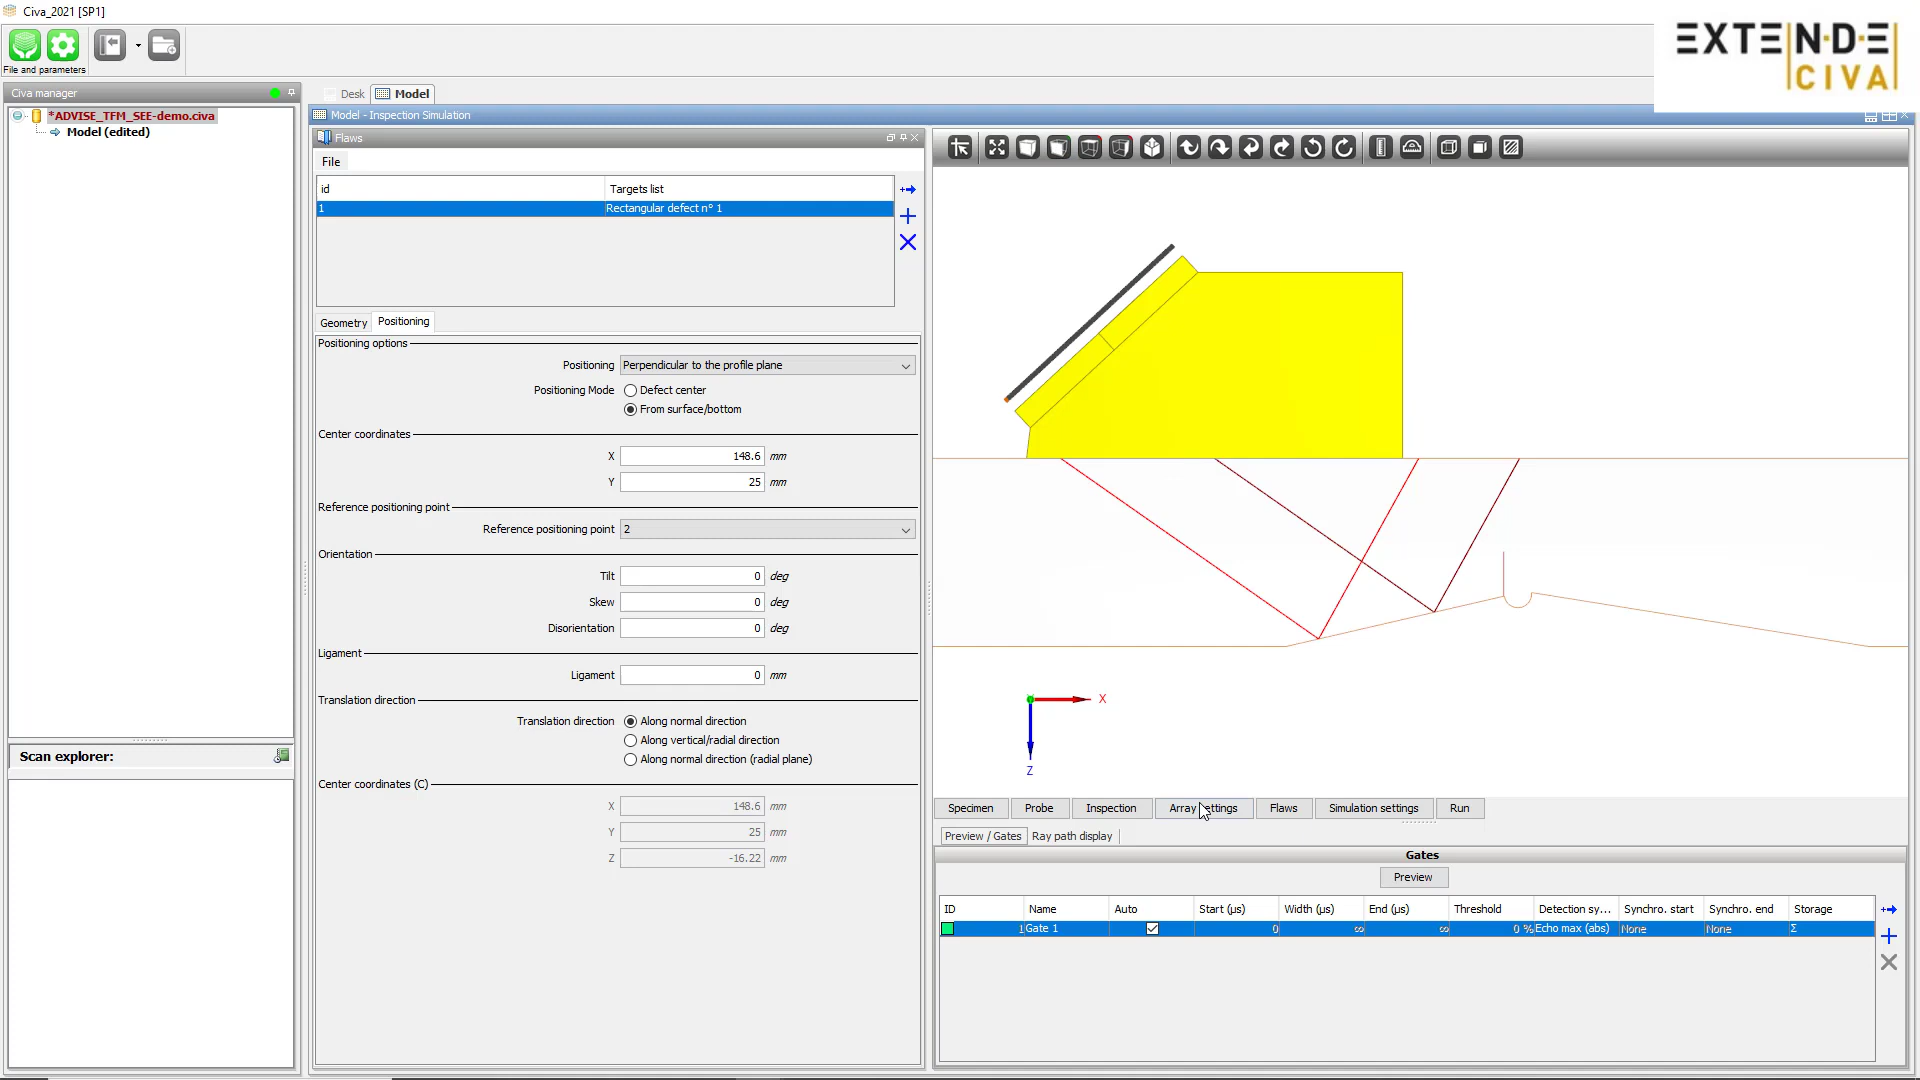 Civa_2021 [SP1]
EXTENDE
CIVA
File and parameters
Civa manager
*ADVISE_TFM_SEE-demo.civa
Model (edited)
Scan explorer:
Desk
Model
Model - Inspection Simulation
Flaws
File
id
Targets list
1
Rectangular defect n° 1
Geometry
Positioning
Positioning options
Positioning
Perpendicular to the profile plane
Positioning Mode
Defect center
From surface/bottom
Center coordinates
X
148.6
mm
Y
25
mm
Reference positioning point
Reference positioning point
2
Orientation
Tilt
0
deg
Skew
0
deg
Disorientation
0
deg
Ligament
Ligament
0
mm
Translation direction
Translation direction
Along normal direction
Along vertical/radial direction
Along normal direction (radial plane)
Center coordinates (C)
X
148.6
mm
Y
25
mm
Z
-16.22
mm
X
Z
Specimen
Probe
Inspection
Array settings
Flaws
Simulation settings
Run
Preview / Gates
Ray path display
Gates
Preview
ID
Name
Auto
Start (µs)
Width (µs)
End (µs)
Threshold
Detection sy...
Synchro. start
Synchro. end
Storage
1
Gate 1
0
∞
∞
0 %
Echo max (abs)
None
None
Σ